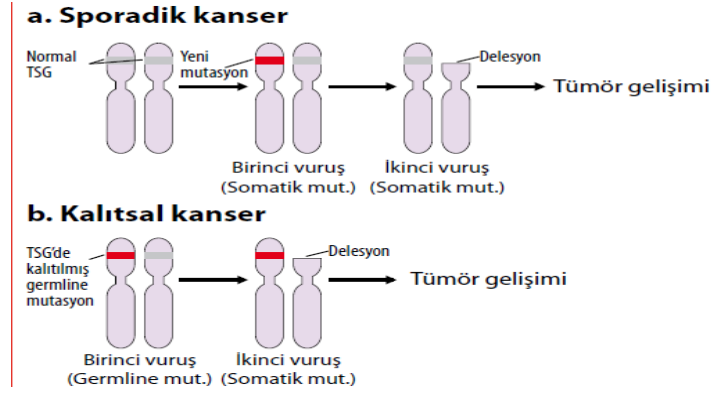 a. Sporadik kanser
Normal
TSG
Yeni
mutasyon
Delesyon
Tümör gelişimi
Birinci vuruş
(Somatik mut.)
İkinci vuruş
(Somatik mut.)
b. Kalıtsal kanser
TSG'de
kalıtılmış
germline
mutasyon
Delesyon
Tümör gelişimi
Birinci vuruş
(Germline mut.)
İkinci vuruş
(Somatik mut.)